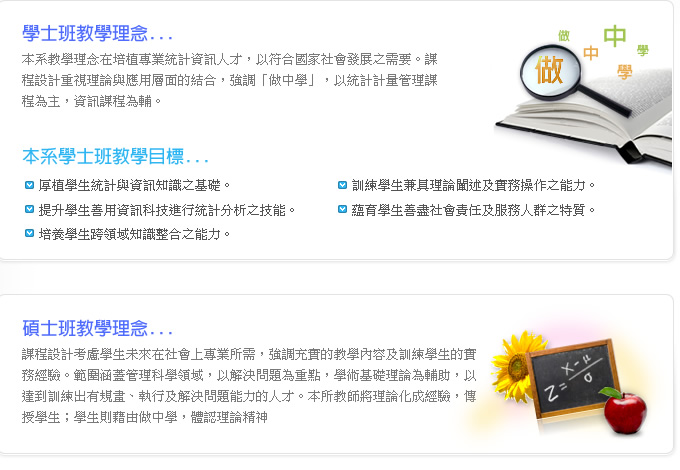 學士班教學理念...
本系教學理念在培植專業統計資訊人才，以符合國家社會發展之需要。課
程設計重視理論與應用層面的結合，強調「做中學」，以統計計量管理課
程為主，資訊課程為輔。
做
中
中
學
學
做
本系學士班教學目標...
厚植學生統計與資訊知識之基礎。
訓練學生兼具理論闡述及實務操作之能力。
提升學生善用資訊科技進行統計分析之技能。
蘊育學生善盡社會責任及服務人群之特質。
培養學生跨領域知識整合之能力。
碩士班教學理念...
課程設計考慮學生未來在社會上專業所需，強調充實的教學內容及訓練學生的實
務經驗。範圍涵蓋管理科學領域，以解決問題為重點，學術基礎理論為輔助，以
達到訓練出有規畫、執行及解決問題能力的人才。本所教師將理論化成經驗，傳
授學生；學生則藉由做中學，體認理論精神
Z = x-μ / σ